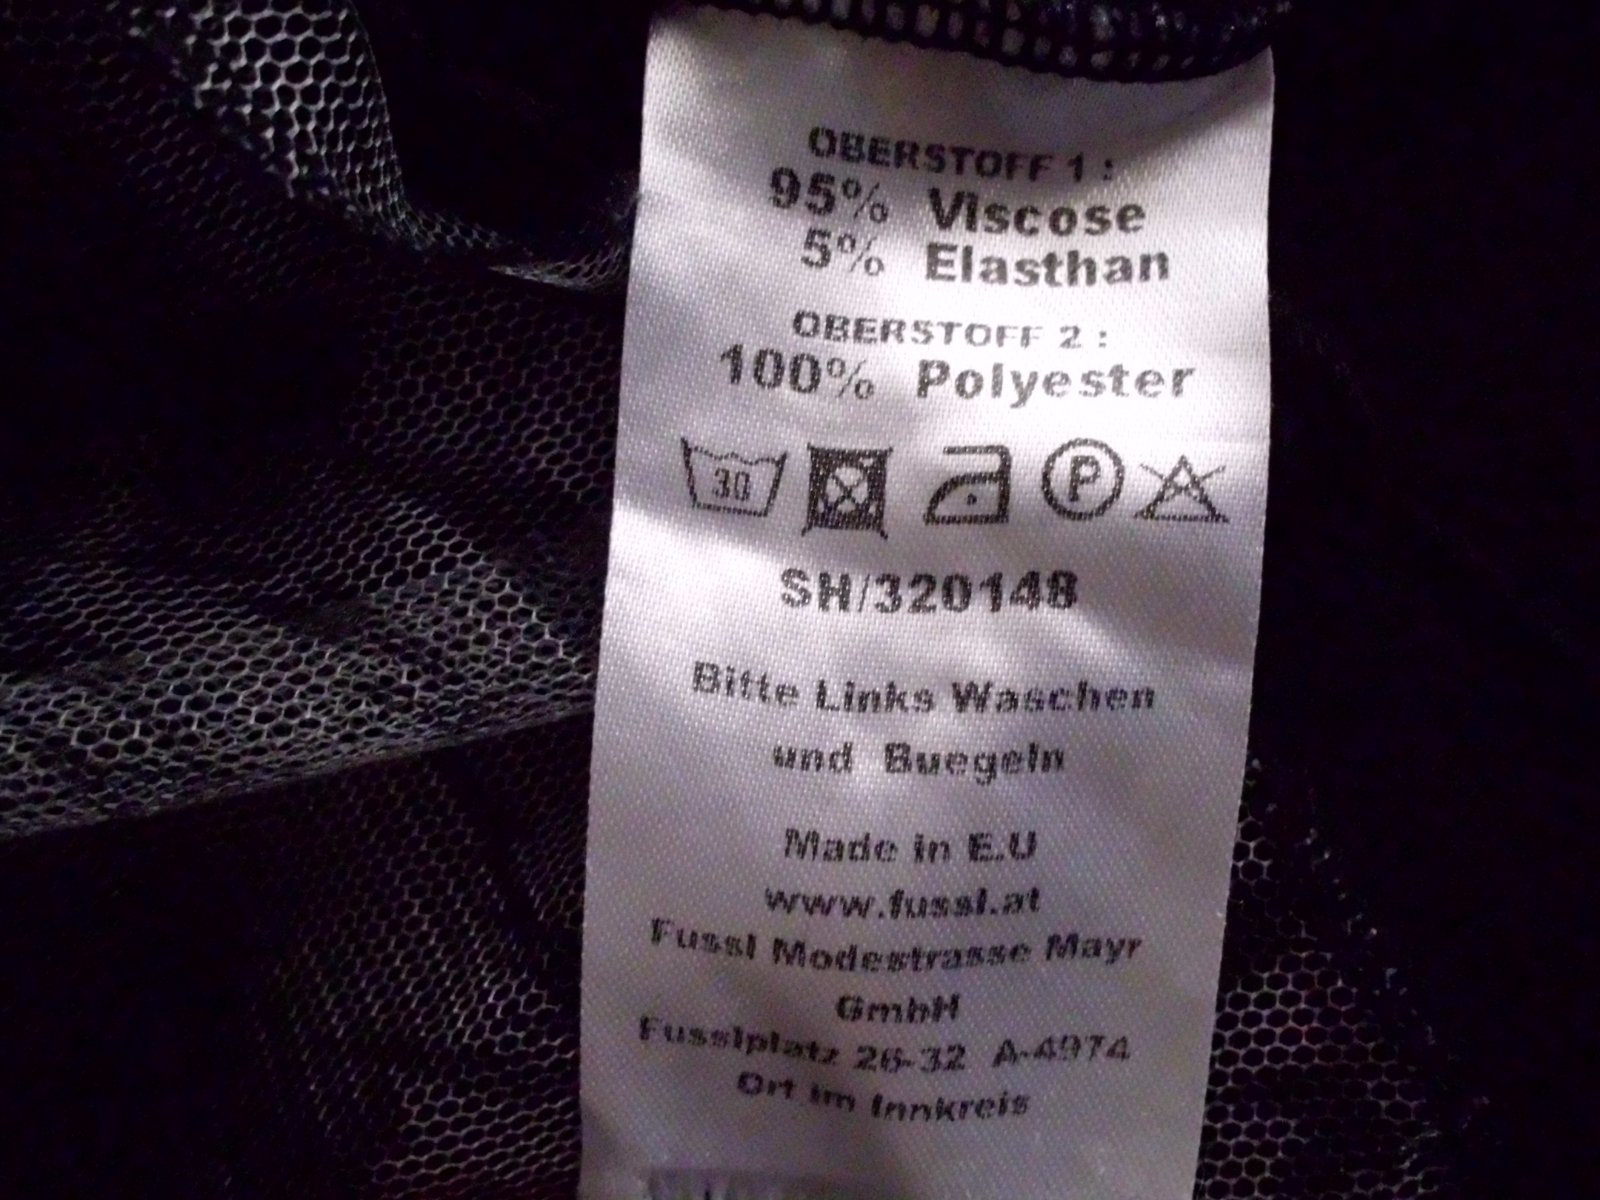 OBERSTOFF 1 :
95% Viscose
5% Elasthan
OBERSTOFF 2 :
100% Polyester
30 P
SH/320148
Bitte Links Waschen
und Buegeln
Made in E.U
www.fussl.at
Fussl Modestrasse Mayr
GmbH
Fusslplatz 26-32 A-4974
Ort im Innkreis